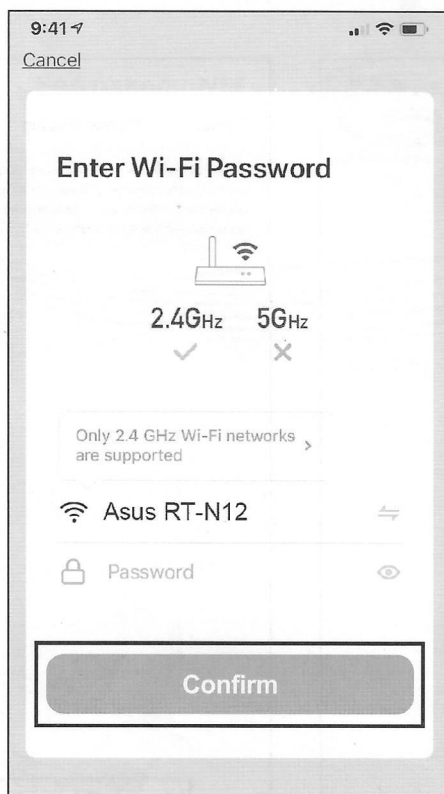 9:41
Cancel
Enter Wi-Fi Password
2.4GHz 5GHz
Only 2.4 GHz Wi-Fi networks
are supported
Asus RT-N12
Password
Confirm